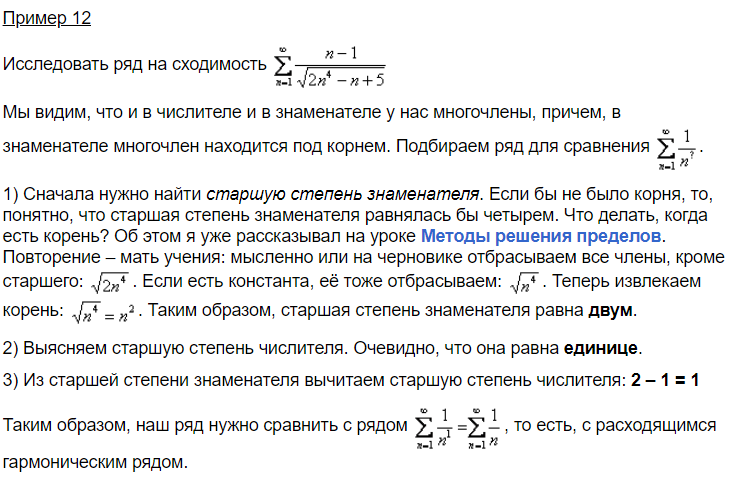 Пример 12
Исследовать ряд на сходимость $\sum_{n=1}^{\infty} \frac{n-1}{\sqrt{2n^4-n+5}}$
Мы видим, что и в числителе и в знаменателе у нас многочлены, причем, в
знаменателе многочлен находится под корнем. Подбираем ряд для сравнения $\sum_{n=1}^{\infty} \frac{1}{n^?}$.
1) Сначала нужно найти старшую степень знаменателя. Если бы не было корня, то,
понятно, что старшая степень знаменателя равнялась бы четырем. Что делать, когда
есть корень? Об этом я уже рассказывал на уроке Методы решения пределов.
Повторение – мать учения: мысленно или на черновике отбрасываем все члены, кроме
старшего: $\sqrt{2n^4}$. Если есть константа, её тоже отбрасываем: $\sqrt{n^4}$. Теперь извлекаем
корень: $\sqrt{n^4} = n^2$. Таким образом, старшая степень знаменателя равна двум.
2) Выясняем старшую степень числителя. Очевидно, что она равна единице.
3) Из старшей степени знаменателя вычитаем старшую степень числителя: 2 – 1 = 1
Таким образом, наш ряд нужно сравнить с рядом $\sum_{n=1}^{\infty} \frac{1}{n^1} = \sum_{n=1}^{\infty} \frac{1}{n}$, то есть, с расходящимся
гармоническим рядом.